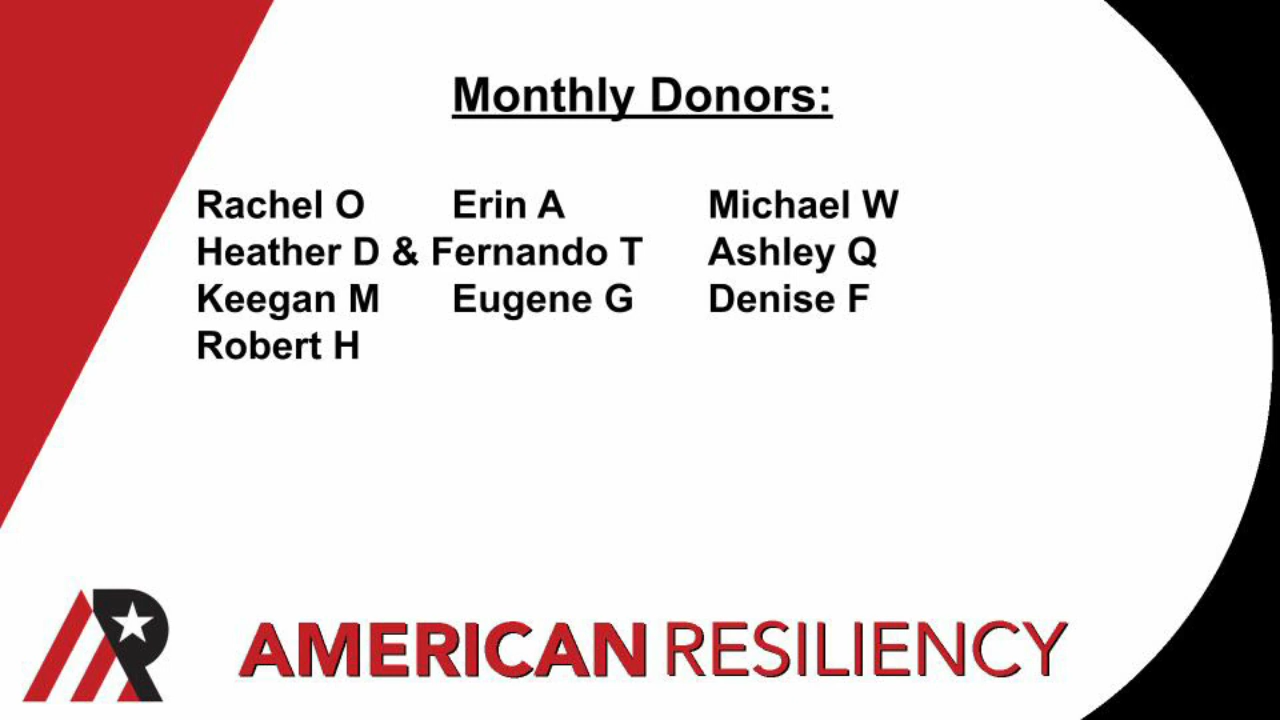 Monthly Donors:
Rachel O Erin A Michael W
Heather D & Fernando T Ashley Q
Keegan M Eugene G Denise F
Robert H
AMERICAN RESILIENCY